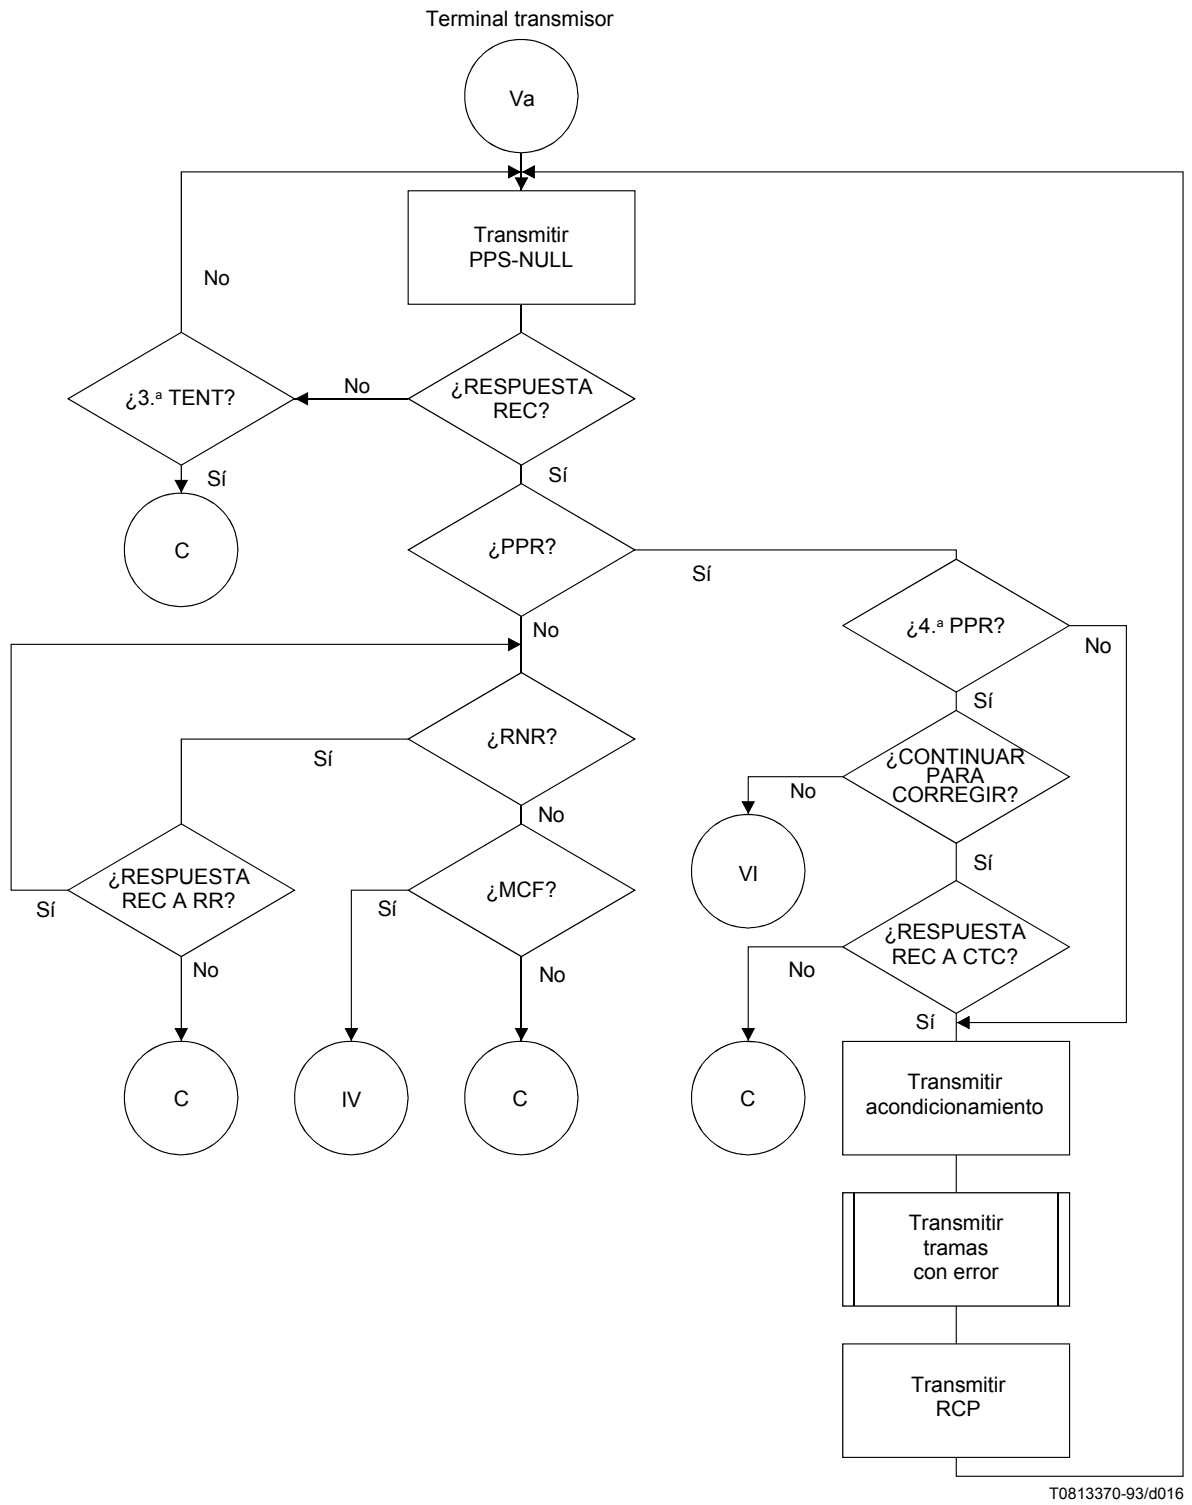 Terminal transmisor
Va
Transmitir
PPS-NULL
No
¿3.ª TENT?
No
¿RESPUESTA
REC?
Sí
Sí
C
¿PPR?
Sí
No
¿4.ª PPR?
No
Sí
¿RNR?
Sí
No
¿CONTINUAR
PARA
CORREGIR?
No
Sí
VI
¿RESPUESTA
REC A RR?
Sí
No
¿MCF?
Sí
No
¿RESPUESTA
REC A CTC?
No
Sí
C
IV
C
C
Transmitir
acondicionamiento
Transmitir
tramas
con error
Transmitir
RCP
T0813370-93/d016